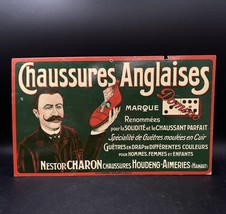 Chaussures Anglaises
MARQUE Domino
Renommées
pour la SOLIDITÉ et le CHAUSSANT PARFAIT
Spécialité de Guêtres moulées en Cuir
GUÊTRES EN DRAP DE DIFFÉRENTES COULEURS
POUR HOMMES, FEMMES ET ENFANTS
NESTOR CHARON CHAUSSURES HOUDENG-AIMERIES (HAINAUT)